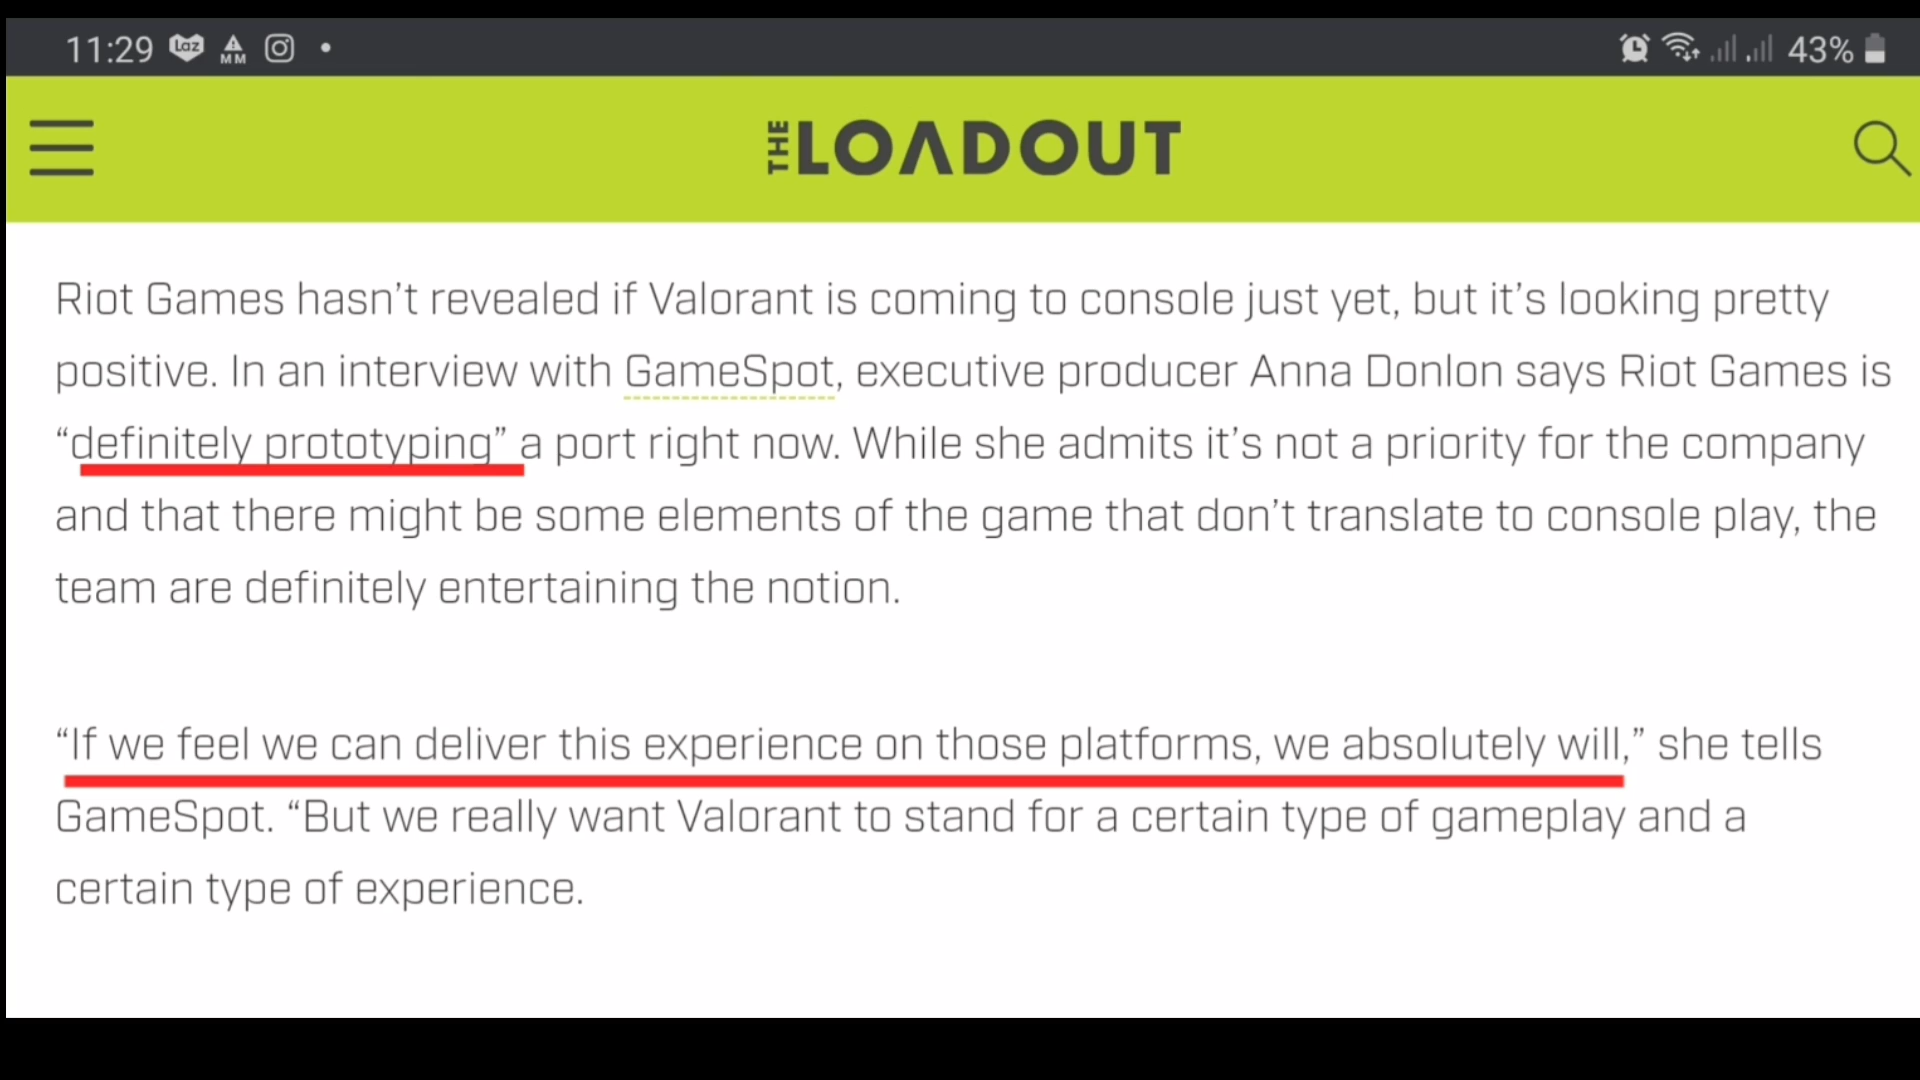 11:29 Laz MM 43%
THE LOADOUT
Riot Games hasn’t revealed if Valorant is coming to console just yet, but it’s looking pretty
positive. In an interview with GameSpot, executive producer Anna Donlon says Riot Games is
“definitely prototyping” a port right now. While she admits it’s not a priority for the company
and that there might be some elements of the game that don’t translate to console play, the
team are definitely entertaining the notion.
“If we feel we can deliver this experience on those platforms, we absolutely will,” she tells
GameSpot. “But we really want Valorant to stand for a certain type of gameplay and a
certain type of experience.